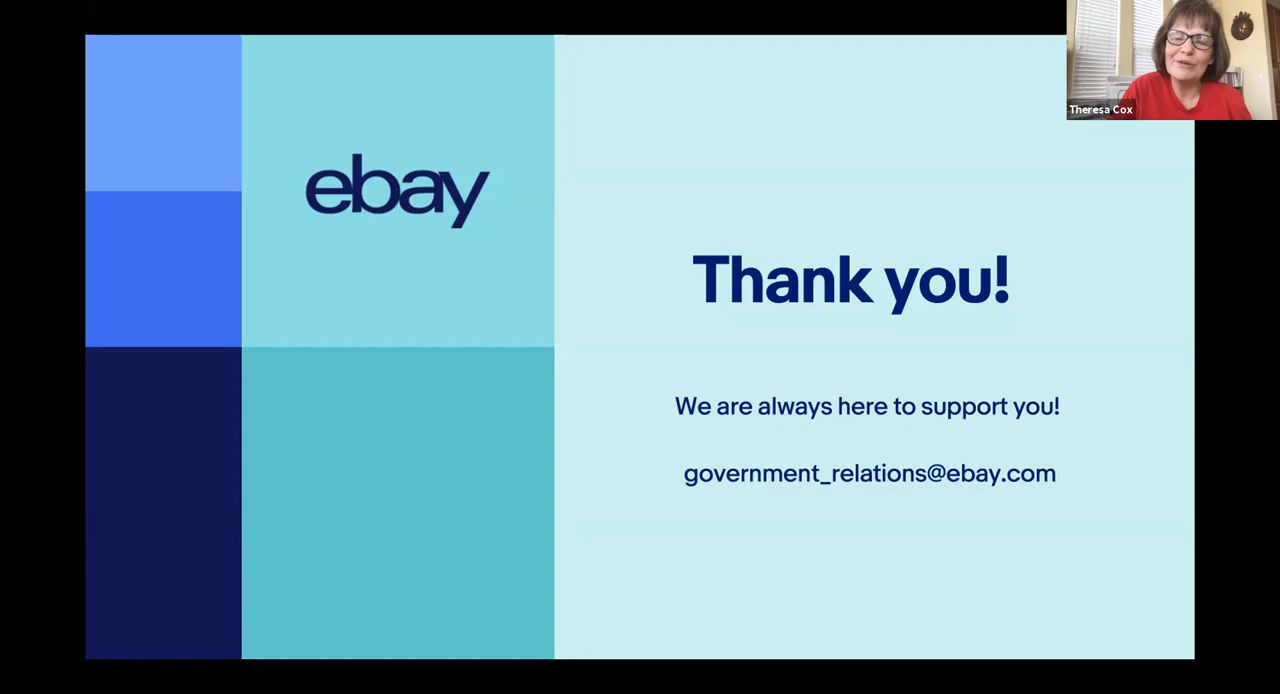 Theresa Cox
ebay
Thank you!
We are always here to support you!
government_relations@ebay.com